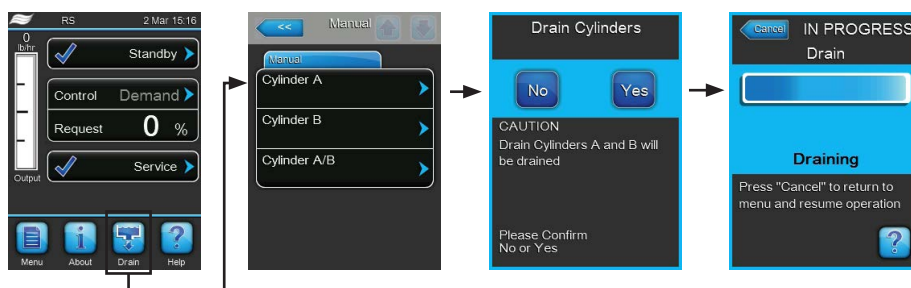 RS 2 Mar 15:16
0
lb/hr
Standby
Control Demand
Request 0 %
Service
Output
Menu About Drain Help
<< Manual
Manual
Cylinder A
Cylinder B
Cylinder A/B
Drain Cylinders
No Yes
CAUTION
Drain Cylinders A and B will
be drained
Please Confirm
No or Yes
Cancel IN PROGRESS
Drain
Draining
Press "Cancel" to return to
menu and resume operation
?